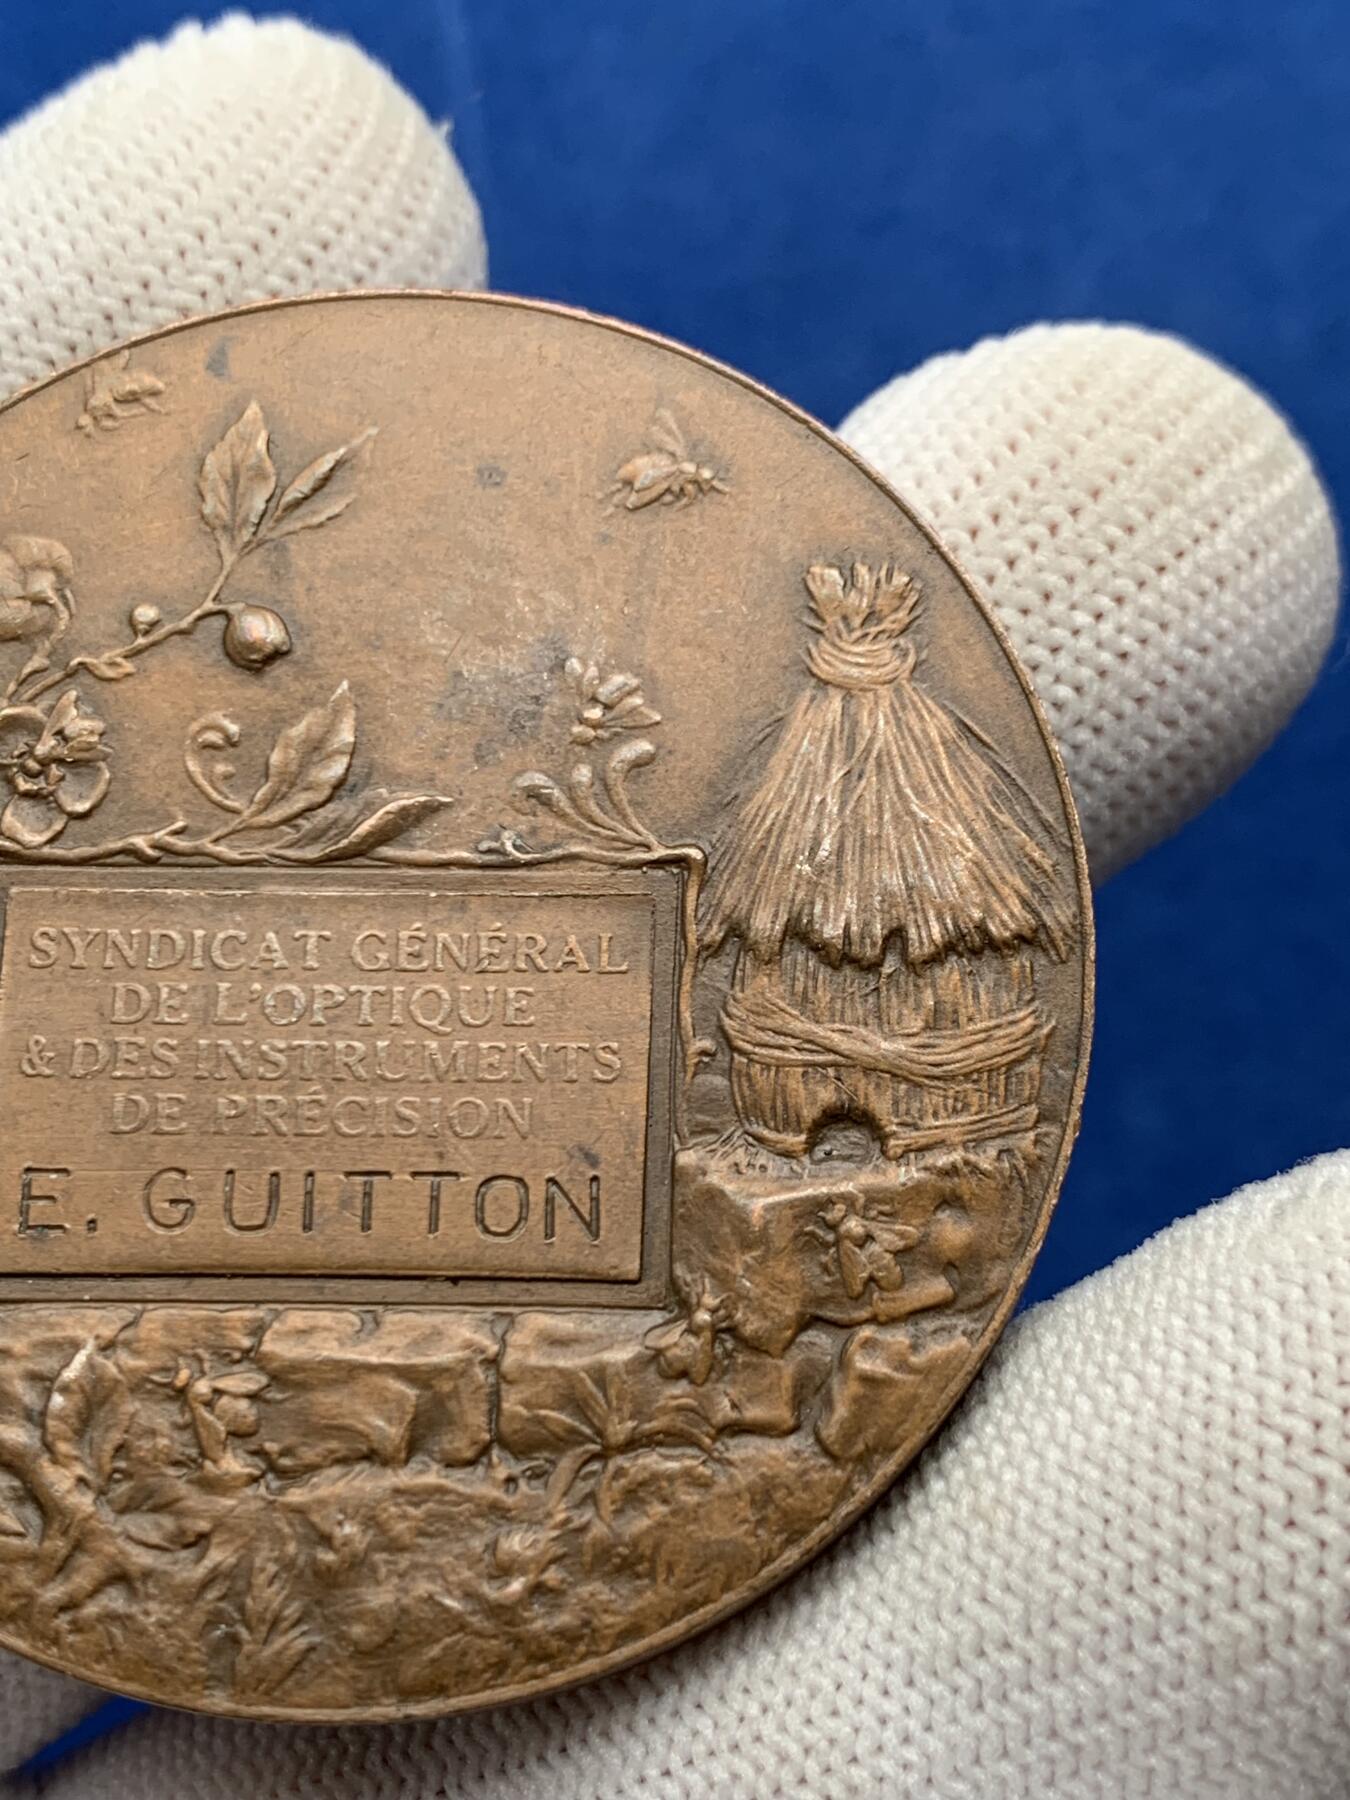 SYNDICAT GÉNÉRAL
DE L'OPTIQUE
& DES INSTRUMENTS
DE PRÉCISION
E. GUITTON